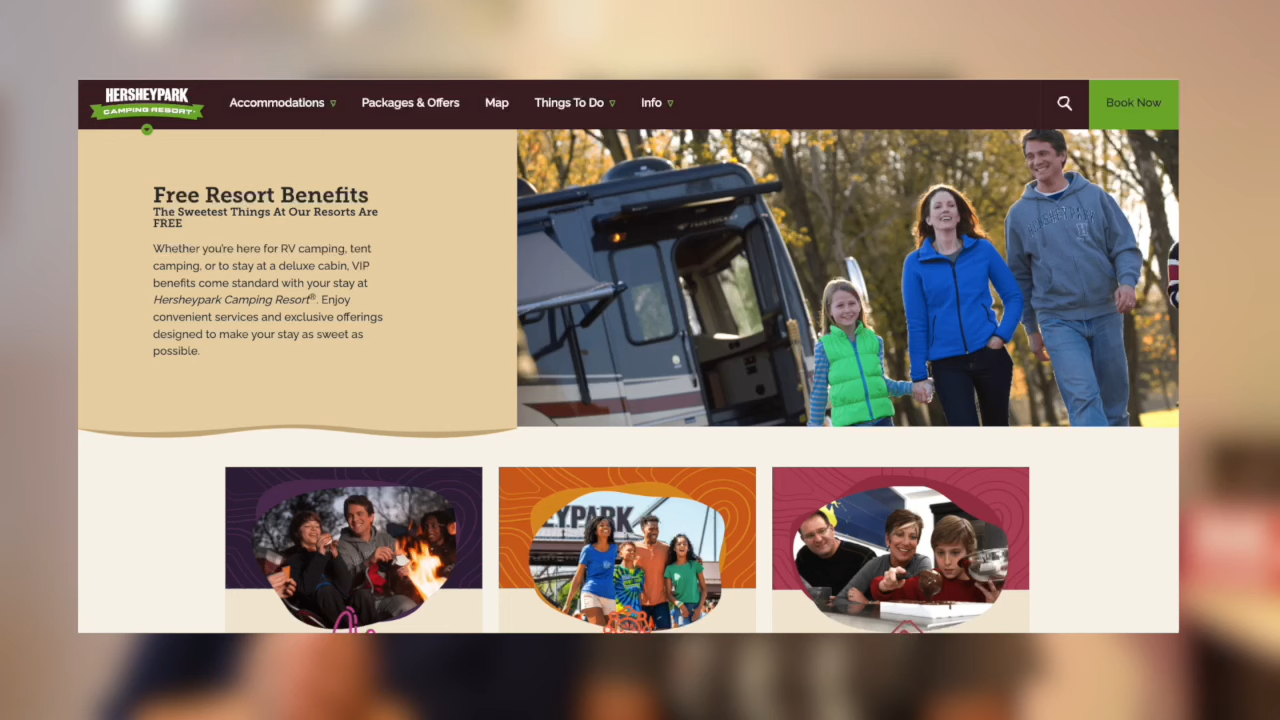 HERSHEYPARK
CAMPING RESORT
Accommodations
Packages & Offers
Map
Things To Do
Info
Book Now
Free Resort Benefits
The Sweetest Things At Our Resorts Are
FREE
Whether you're here for RV camping, tent
camping, or to stay at a deluxe cabin, VIP
benefits come standard with your stay at
Hersheypark Camping Resort®. Enjoy
convenient services and exclusive offerings
designed to make your stay as sweet as
possible.
HERSHEYPARK
EYPARK